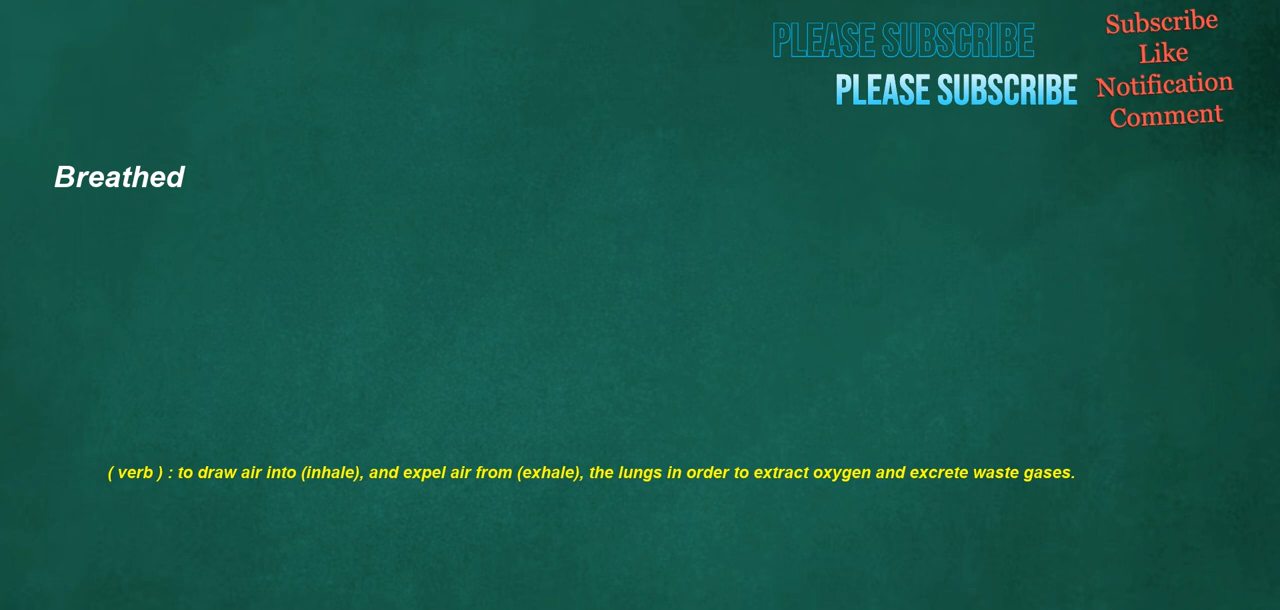 PLEASE SUBSCRIBE
PLEASE SUBSCRIBE
Subscribe
Like
Notification
Comment
Breathed
( verb ) : to draw air into (inhale), and expel air from (exhale), the lungs in order to extract oxygen and excrete waste gases.